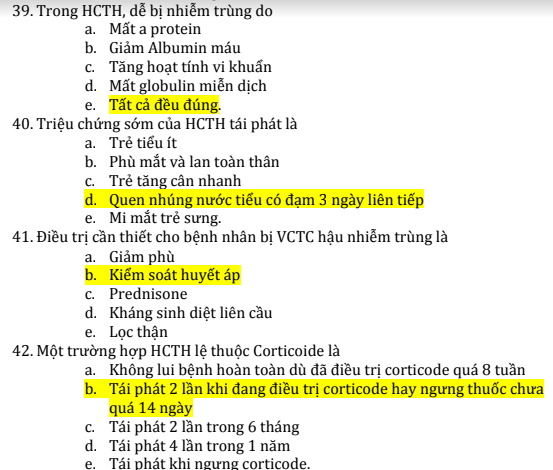 39. Trong HCTH, dễ bị nhiễm trùng do
a. Mất a protein
b. Giảm Albumin máu
c. Tăng hoạt tính vi khuẩn
d. Mất globulin miễn dịch
e. Tất cả đều đúng.
40. Triệu chứng sớm của HCTH tái phát là
a. Trẻ tiểu ít
b. Phù mắt và lan toàn thân
c. Trẻ tăng cân nhanh
d. Quen nhúng nước tiểu có đạm 3 ngày liên tiếp
e. Mi mắt trẻ sưng.
41. Điều trị cần thiết cho bệnh nhân bị VCTC hậu nhiễm trùng là
a. Giảm phù
b. Kiểm soát huyết áp
c. Prednisone
d. Kháng sinh diệt liên cầu
e. Lọc thận
42. Một trường hợp HCTH lệ thuộc Corticoide là
a. Không lui bệnh hoàn toàn dù đã điều trị corticode quá 8 tuần
b. Tái phát 2 lần khi đang điều trị corticode hay ngưng thuốc chưa
quá 14 ngày
c. Tái phát 2 lần trong 6 tháng
d. Tái phát 4 lần trong 1 năm
e. Tái phát khi ngưng corticode.